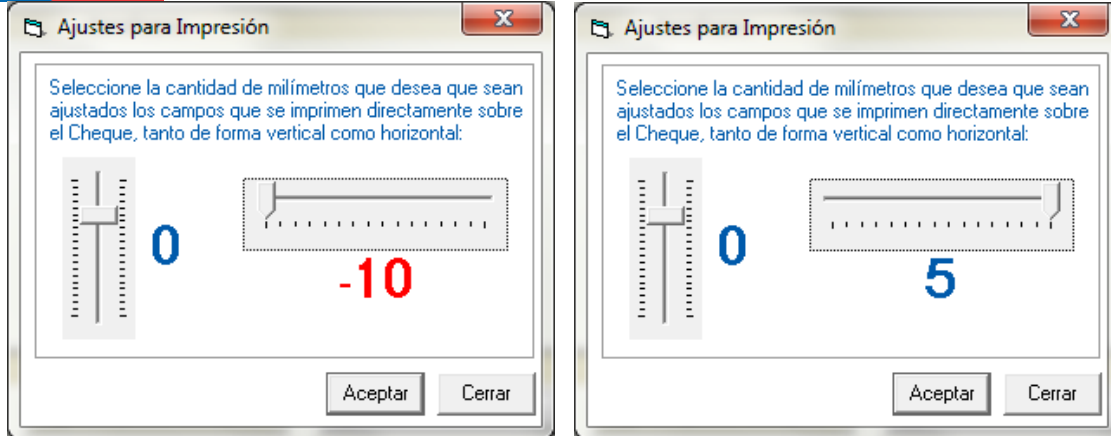 Ajustes para Impresión
Seleccione la cantidad de milímetros que desea que sean
ajustados los campos que se imprimen directamente sobre
el Cheque, tanto de forma vertical como horizontal:
0
-10
Aceptar
Cerrar
Ajustes para Impresión
Seleccione la cantidad de milímetros que desea que sean
ajustados los campos que se imprimen directamente sobre
el Cheque, tanto de forma vertical como horizontal:
0
5
Aceptar
Cerrar